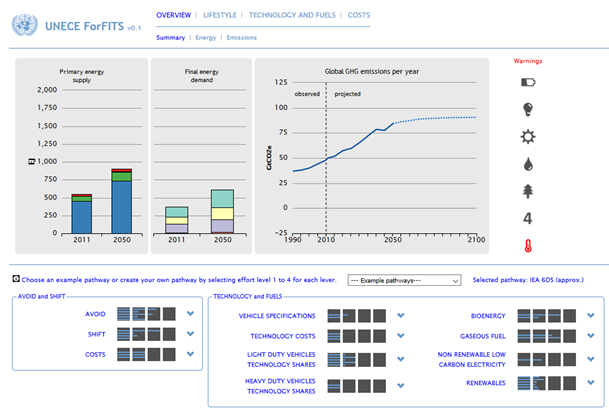 UNECE ForFITS v0.1
OVERVIEW | LIFESTYLE | TECHNOLOGY AND FUELS | COSTS
Summary | Energy | Emissions
Primary energy
supply
2,000
1,750
1,500
1,250
EJ
1,000
750
500
250
0
2011 2050
Final energy
demand
2011 2050
Global GHG emissions per year
125
100
75
50
25
0
−25
GtCO2e
observed projected
1990 2010 2050 2100
Warnings
4
Choose an example pathway or create your own pathway by selecting effort level 1 to 4 for each lever.
--- Example pathways---
Selected pathway: IEA 6DS (approx.)
AVOID and SHIFT
AVOID
SHIFT
COSTS
TECHNOLOGY and FUELS
VEHICLE SPECIFICATIONS
TECHNOLOGY COSTS
LIGHT DUTY VEHICLES
TECHNOLOGY SHARES
HEAVY DUTY VEHICLES
TECHNOLOGY SHARES
BIOENERGY
GASEOUS FUEL
NON RENEWABLE LOW
CARBON ELECTRICITY
RENEWABLES